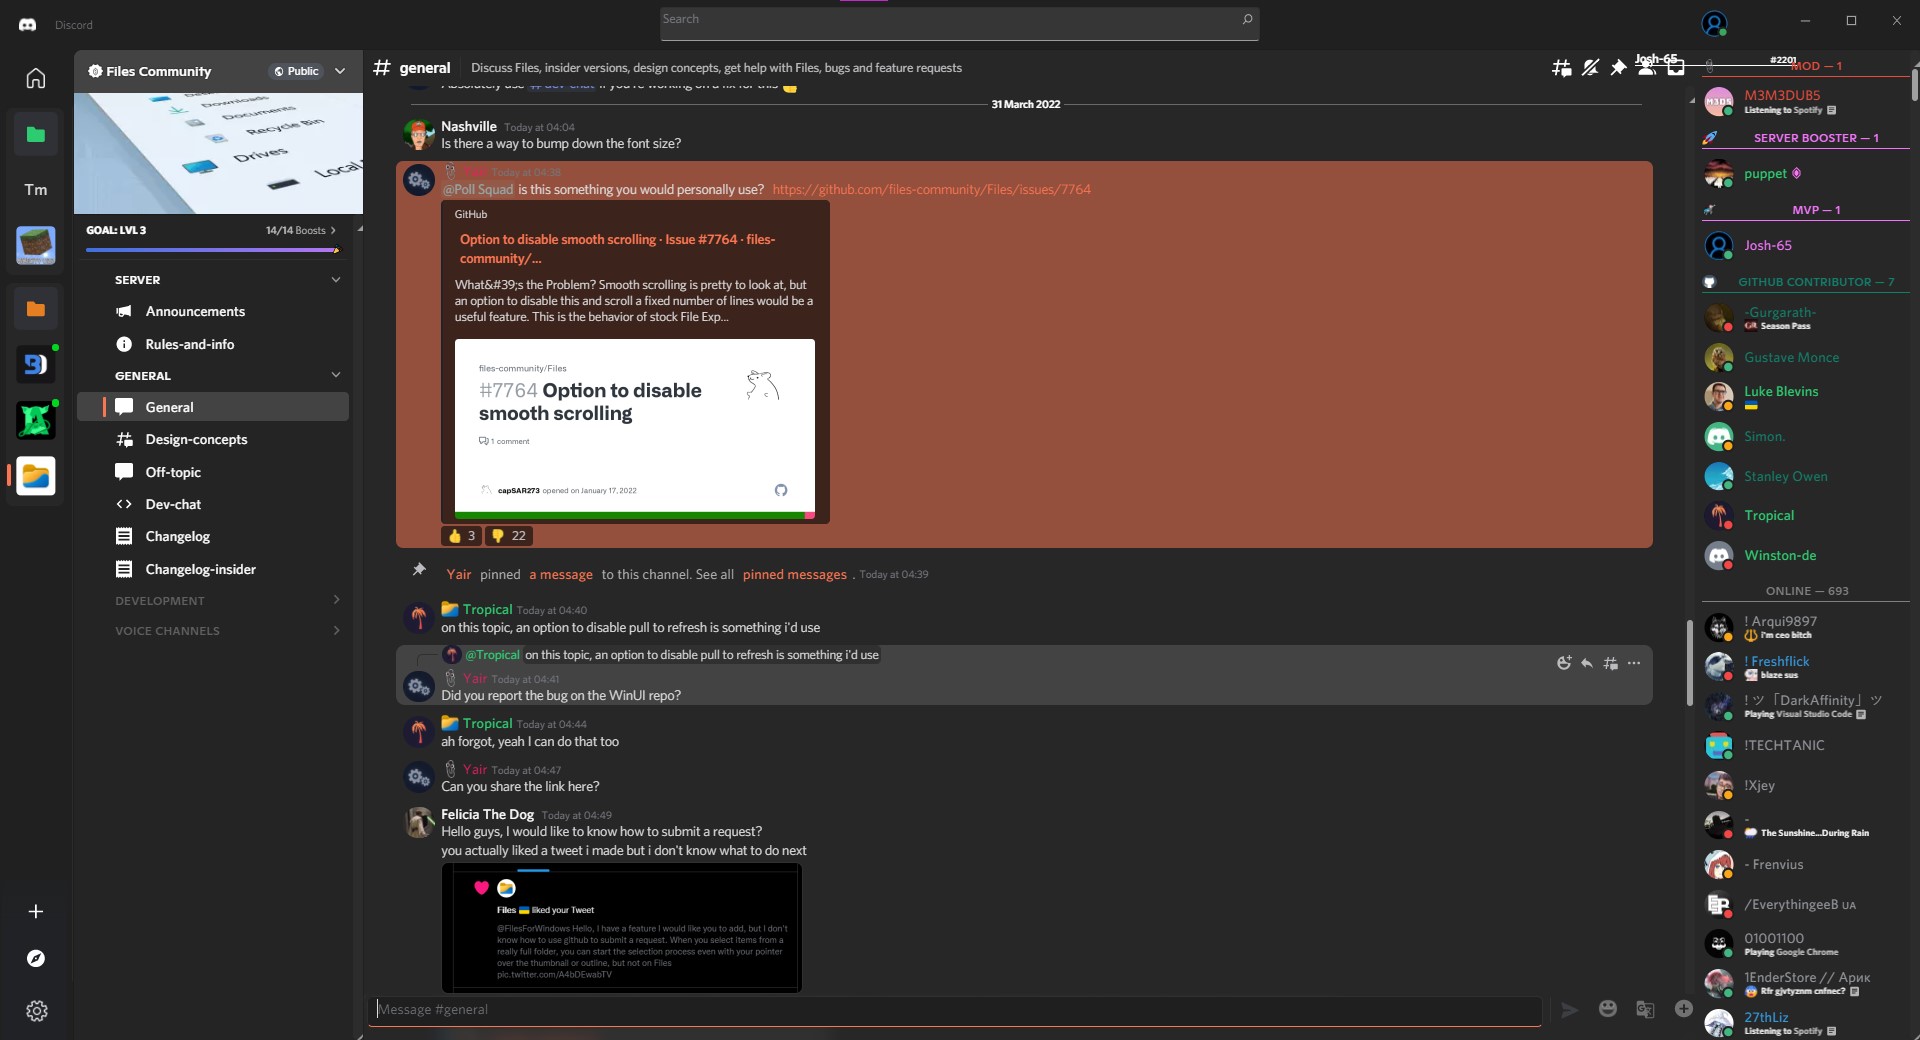 Discord
Search
Files Community
Public
general
Discuss Files, insider versions, design concepts, get help with Files, bugs and feature requests
Josh-65
#2201
Tm
Downloads
Documents
Recycle Bin
Drives
Local
GOAL: LVL 3
14/14 Boosts
SERVER
Announcements
Rules-and-info
GENERAL
General
Design-concepts
Off-topic
Dev-chat
Changelog
Changelog-insider
DEVELOPMENT
VOICE CHANNELS
31 March 2022
Nashville Today at 04:04
Is there a way to bump down the font size?
Yair Today at 04:38
@Poll Squad is this something you would personally use? https://github.com/files-community/Files/issues/7764
GitHub
Option to disable smooth scrolling · Issue #7764 · files-
community/...
What&#39;s the Problem? Smooth scrolling is pretty to look at, but
an option to disable this and scroll a fixed number of lines would be a
useful feature. This is the behavior of stock File Exp...
files-community/Files
#7764 Option to disable
smooth scrolling
1 comment
capSAR273 opened on January 17, 2022
👍 3 👎 22
Yair pinned a message to this channel. See all pinned messages . Today at 04:39
Tropical Today at 04:40
on this topic, an option to disable pull to refresh is something i'd use
@Tropical on this topic, an option to disable pull to refresh is something i'd use
Yair Today at 04:41
Did you report the bug on the WinUI repo?
Tropical Today at 04:44
ah forgot, yeah I can do that too
Yair Today at 04:47
Can you share the link here?
Felicia The Dog Today at 04:49
Hello guys, I would like to know how to submit a request?
you actually liked a tweet i made but i don't know what to do next
Files 🇺🇦 liked your Tweet
@FilesForWindows Hello, I have a feature I would like you to add, but I don't
know how to use github to submit a request. When you select items from a
really full folder, you can start the selection process even with your pointer
over the thumbnail or outline, but not on Files
pic.twitter.com/A4bDEwabTV
Message #general
MOD — 1
M3M3DUB5
Listening to Spotify
SERVER BOOSTER — 1
puppet
MVP — 1
Josh-65
GITHUB CONTRIBUTOR — 7
-Gurgarath-
Season Pass
Gustave Monce
Luke Blevins
Simon.
Stanley Owen
Tropical
Winston-de
ONLINE — 693
! Arqui9897
i'm ceo bitch
! Freshflick
blaze sus
! ツ「DarkAffinity」ツ
Playing Visual Studio Code
!TECHTANIC
!Xjey
-
The Sunshine...During Rain
- Frenvius
/EverythingeeB UA
01001100
Playing Google Chrome
1EnderStore // Арик
Rfr gjvtyznm cnfnec?
27thLiz
Listening to Spotify